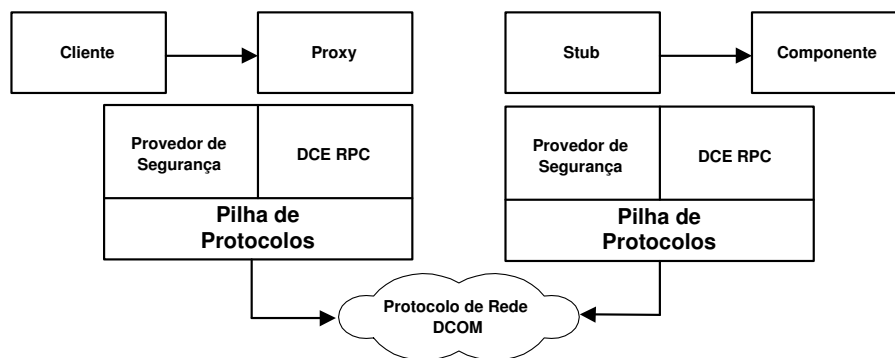 Cliente
Proxy
Stub
Componente
Provedor de
Segurança
DCE RPC
Pilha de
Protocolos
Provedor de
Segurança
DCE RPC
Pilha de
Protocolos
Protocolo de Rede
DCOM